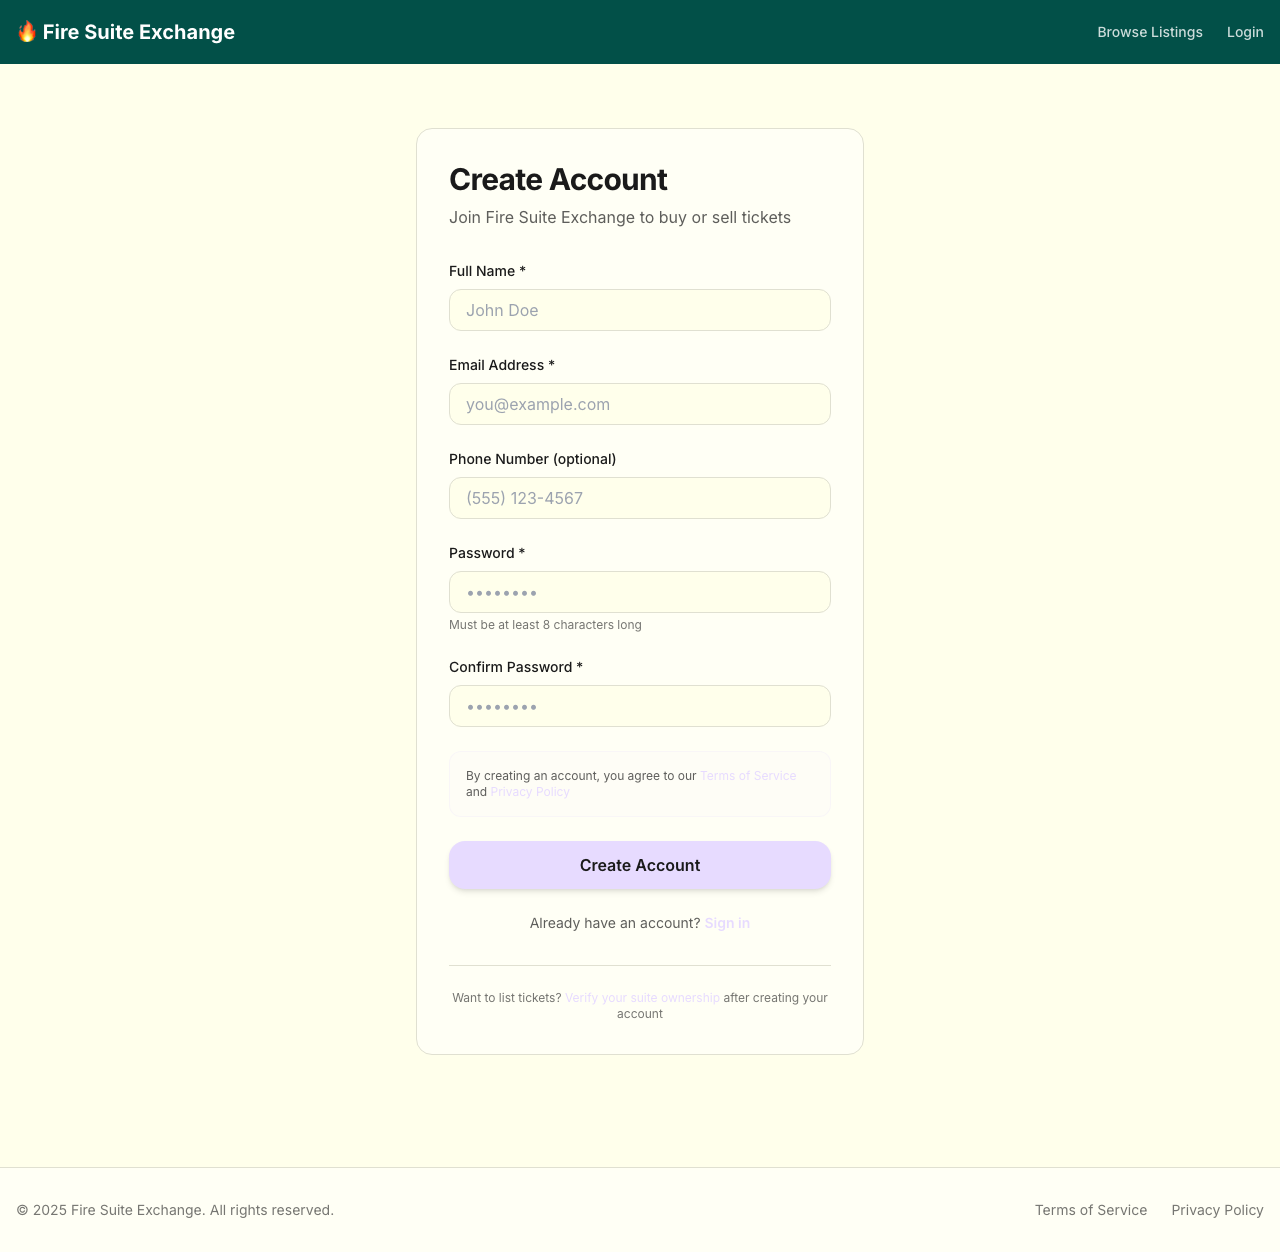 🔥 Fire Suite Exchange
Browse Listings
Login
Create Account
Join Fire Suite Exchange to buy or sell tickets
Full Name *
John Doe
Email Address *
you@example.com
Phone Number (optional)
(555) 123-4567
Password *
••••••••
Must be at least 8 characters long
Confirm Password *
••••••••
By creating an account, you agree to our Terms of Service
and Privacy Policy
Create Account
Already have an account? Sign in
Want to list tickets? Verify your suite ownership after creating your
account
© 2025 Fire Suite Exchange. All rights reserved.
Terms of Service
Privacy Policy